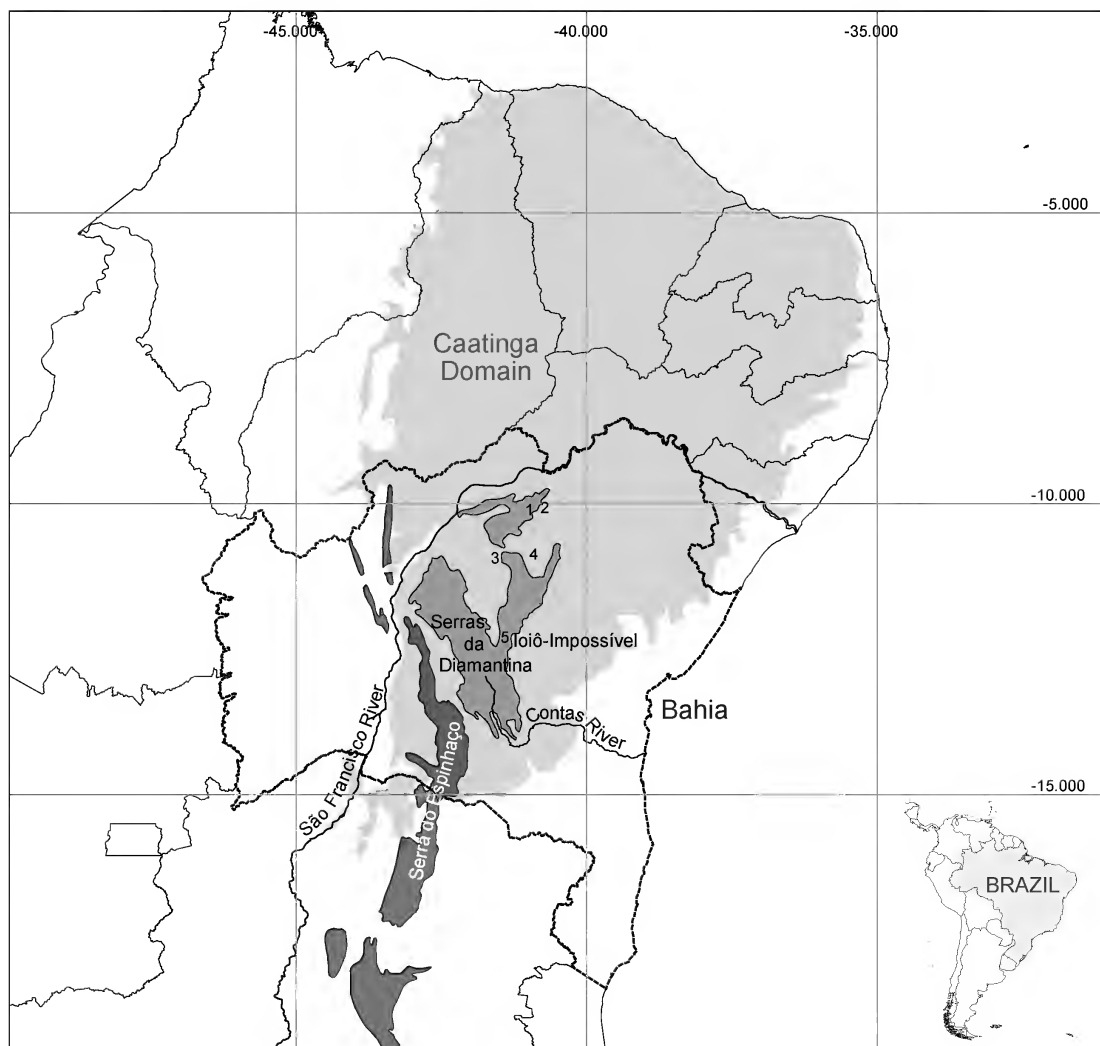 -45.000
-40.000
-35.000
-5.000
Caatinga
Domain
-10.000
1
2
3
4
Serras
da
Diamantina
5
Toiô-Impossível
Contas River
Bahia
São Francisco River
Serra do Espinhaço
-15.000
BRAZIL